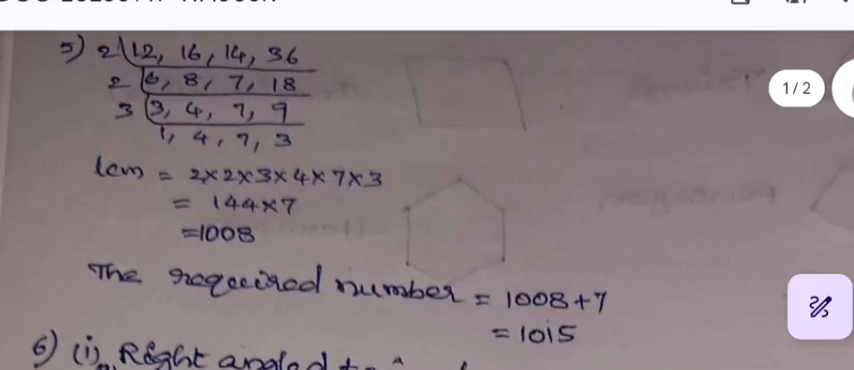 5) 2 12, 16, 14, 36
2 6, 8, 7, 18
3 3, 4, 7, 9
1, 4, 7, 3
lcm = 2×2×3×4×7×3
= 144×7
=1008
The required number = 1008+7
= 1015
6) (i) Right angled
1/2